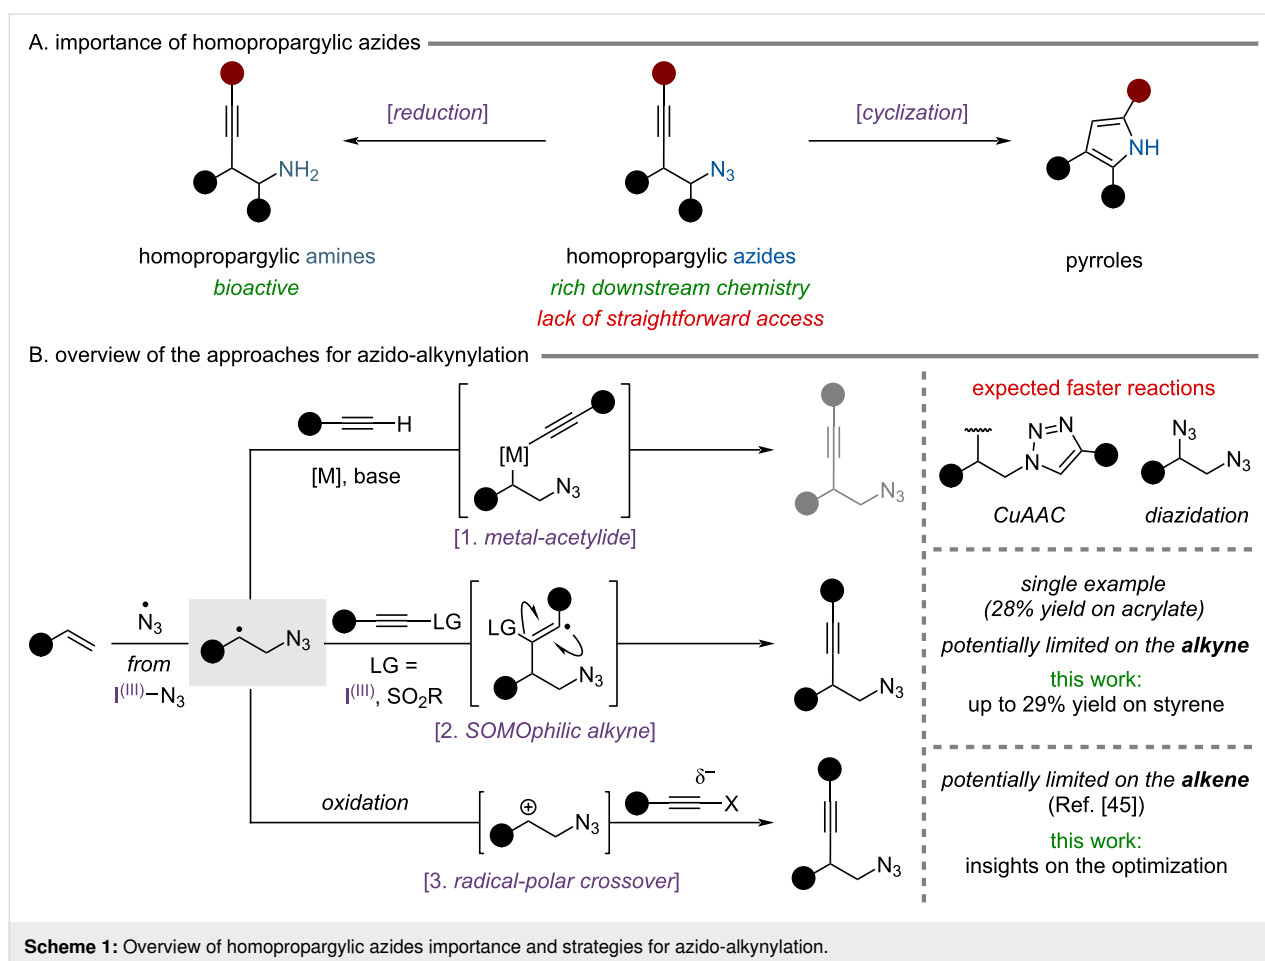 A. importance of homopropargylic azides
[reduction]
[cyclization]
NH2
N3
NH
homopropargylic amines
bioactive
homopropargylic azides
rich downstream chemistry
lack of straightforward access
pyrroles
B. overview of the approaches for azido-alkynylation
H
[M], base
[M]
N3
[1. metal-acetylide]
N3
expected faster reactions
N=N
N
CuAAC
N3
N3
diazidation
N3
from
I(III)–N3
N3
LG
LG =
I(III), SO2R
LG
N3
[2. SOMOphilic alkyne]
N3
single example
(28% yield on acrylate)
potentially limited on the alkyne
this work:
up to 29% yield on styrene
oxidation
N3
δ–
X
[3. radical-polar crossover]
N3
potentially limited on the alkene
(Ref. [45])
this work:
insights on the optimization
Scheme 1: Overview of homopropargylic azides importance and strategies for azido-alkynylation.